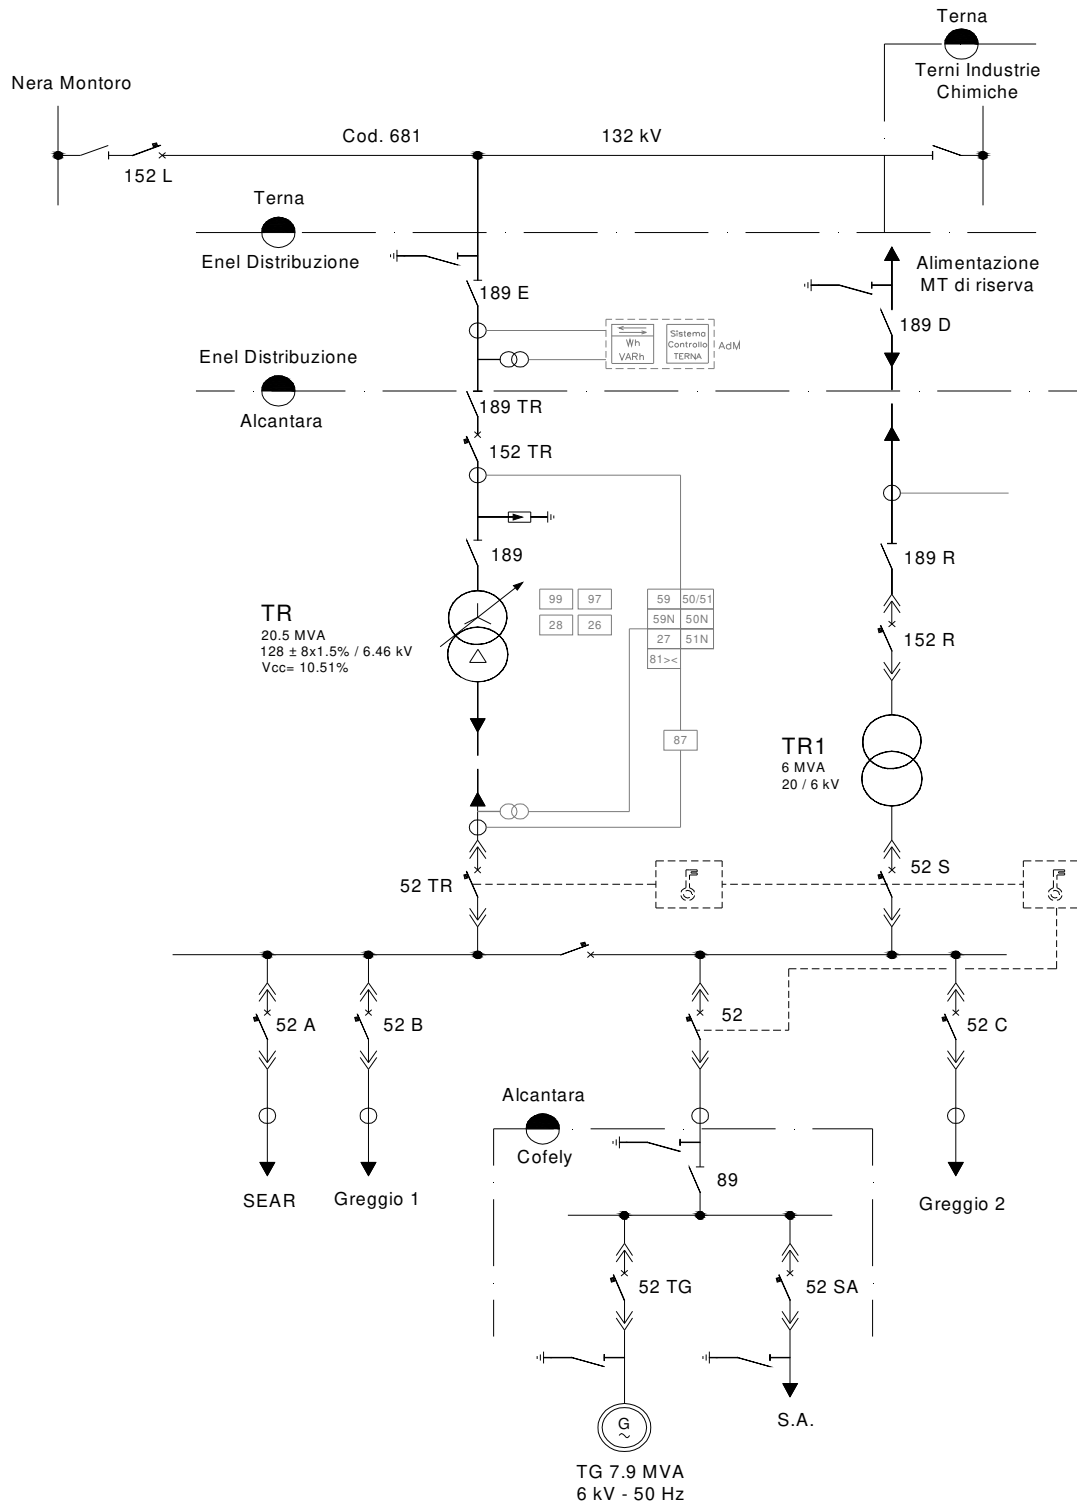 Terna
Terni Industrie
Chimiche
Nera Montoro
Cod. 681
132 kV
152 L
Terna
Enel Distribuzione
Alimentazione
MT di riserva
189 E
189 D
Wh
VARh
Sistema
Controllo
TERNA
AdM
Enel Distribuzione
Alcantara
189 TR
152 TR
189
189 R
TR
20.5 MVA
128 ± 8x1.5% / 6.46 kV
Vcc= 10.51%
99
97
28
26
59
50/51
59N
50N
27
51N
81><
152 R
87
TR1
6 MVA
20 / 6 kV
52 TR
52 S
52 A
52 B
52
52 C
Alcantara
Cofely
89
SEAR
Greggio 1
Greggio 2
52 TG
52 SA
G
~
S.A.
TG 7.9 MVA
6 kV - 50 Hz